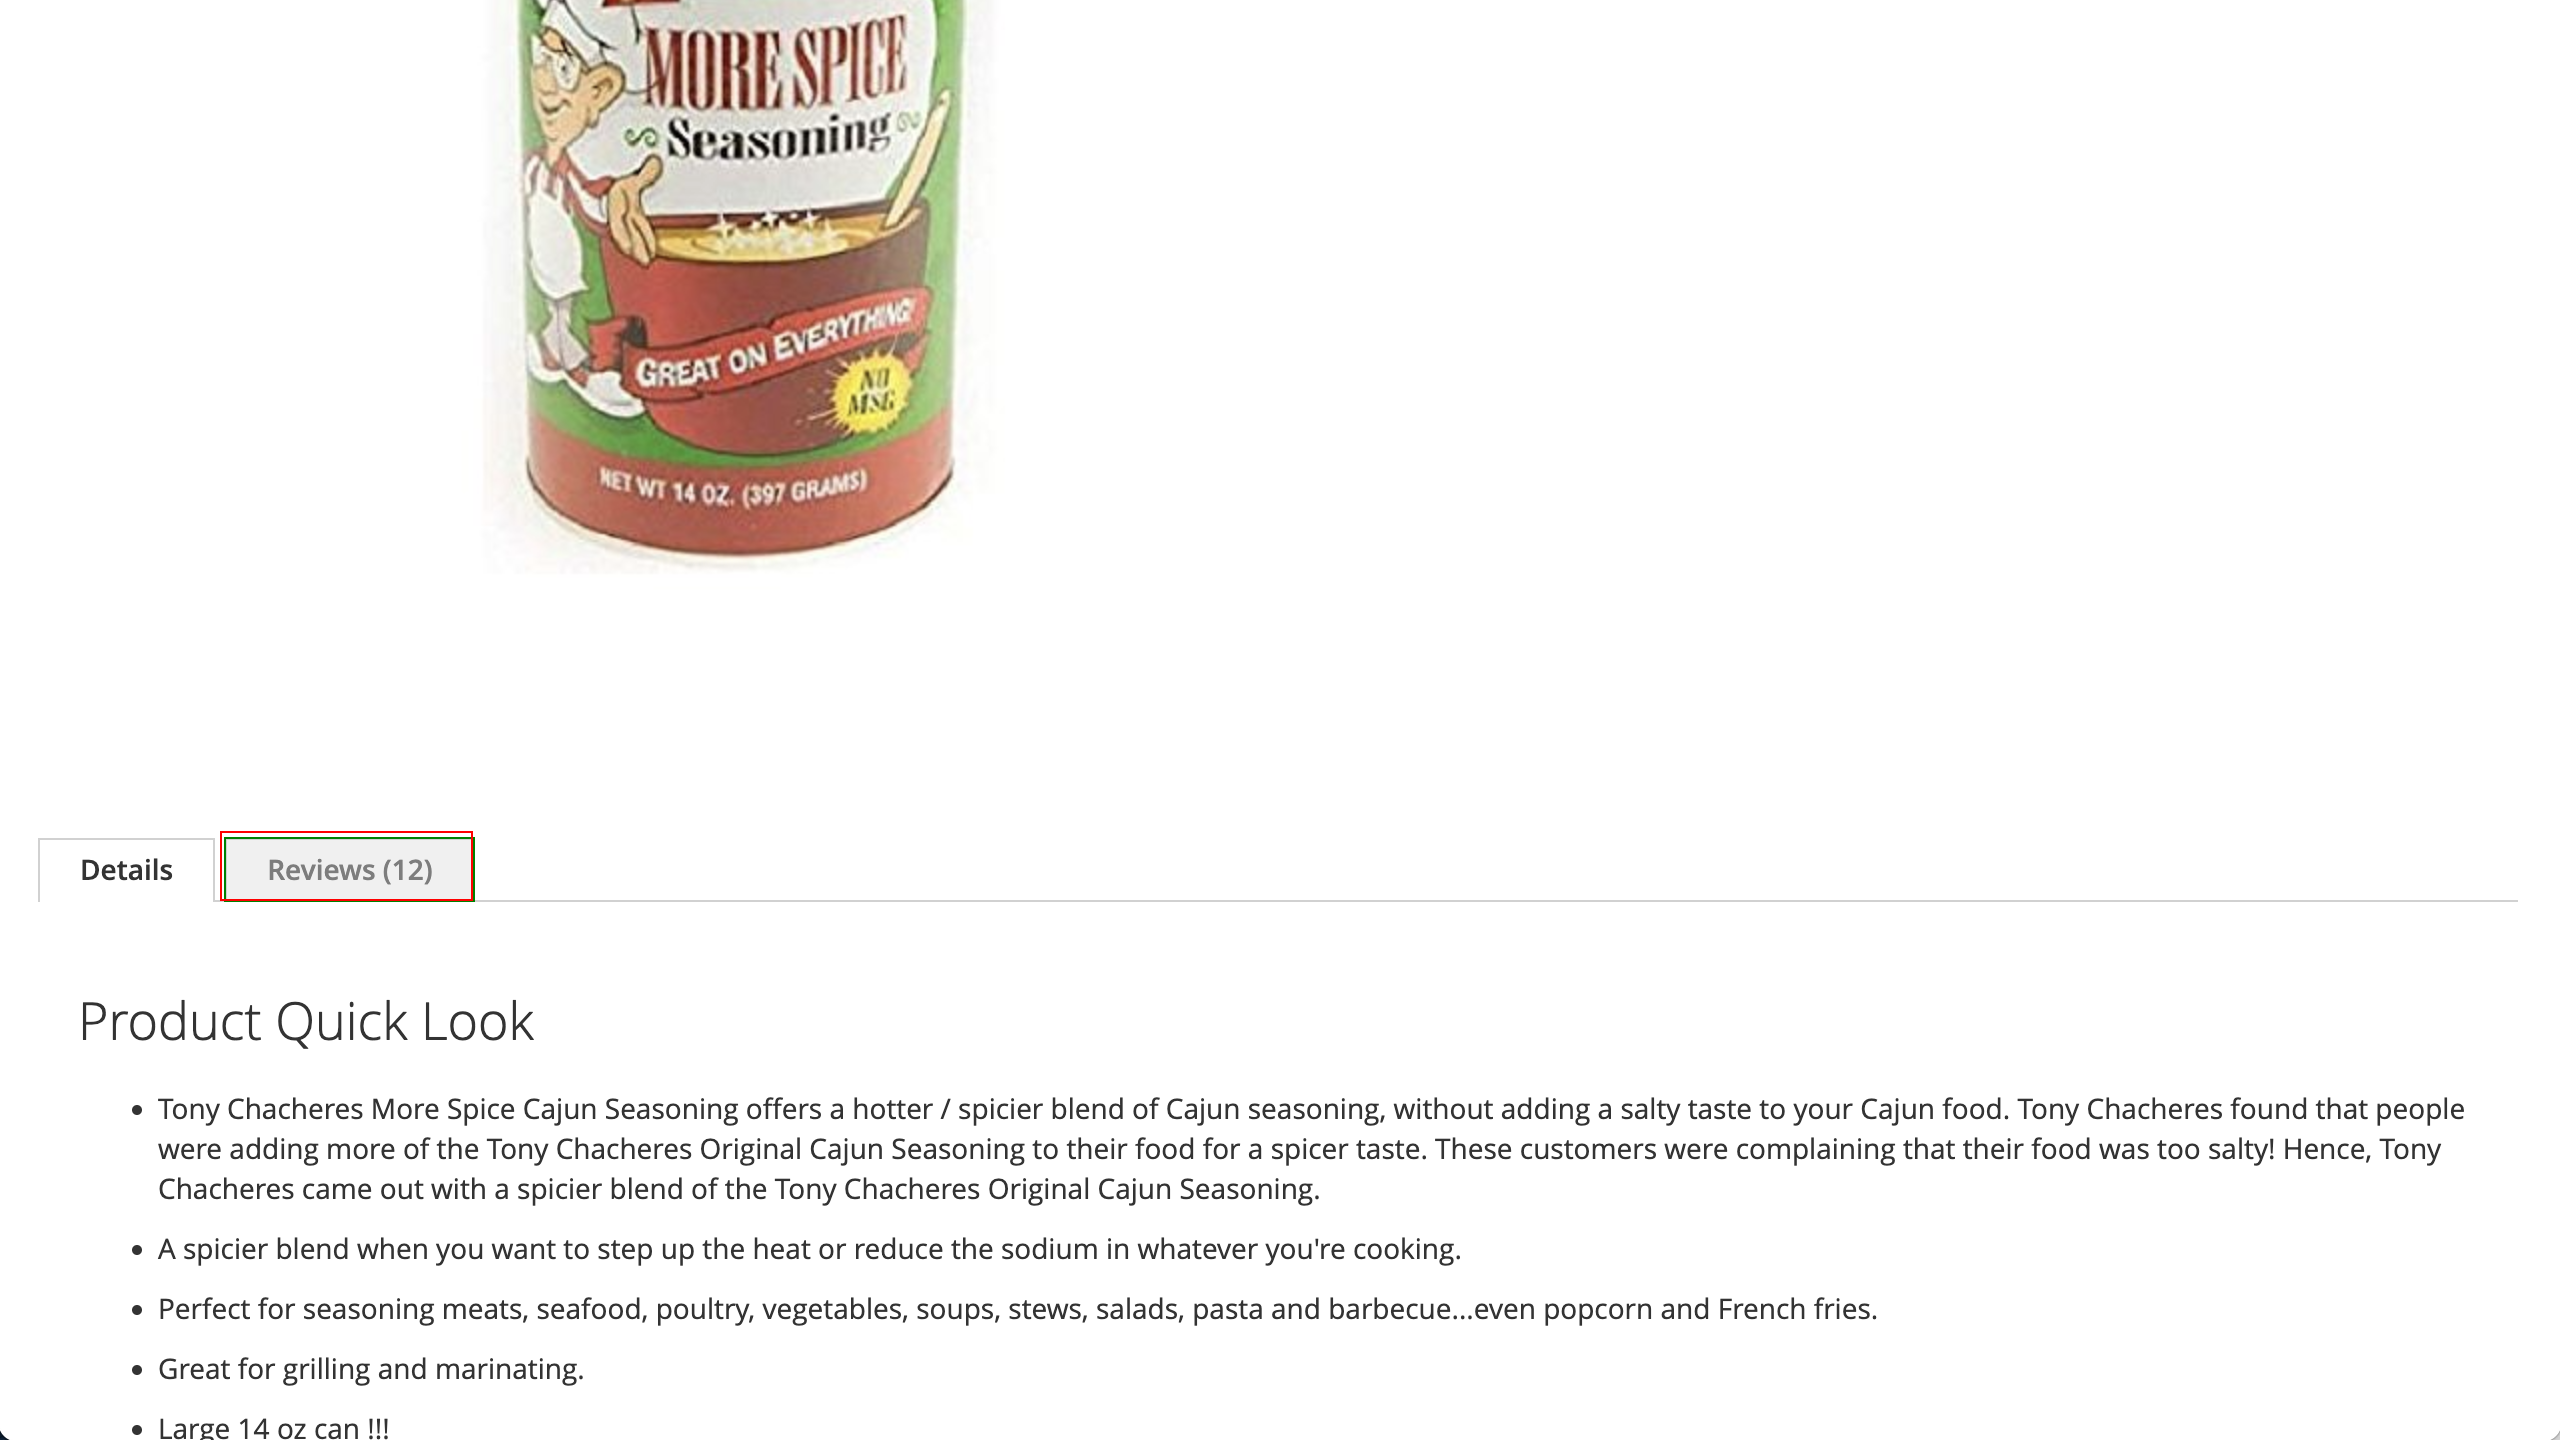 MORE SPICE
Seasoning
GREAT ON EVERYTHING!
NO
MSG
NET WT 14 OZ. (397 GRAMS)
Details
Reviews (12)
Product Quick Look
Tony Chacheres More Spice Cajun Seasoning offers a hotter / spicier blend of Cajun seasoning, without adding a salty taste to your Cajun food. Tony Chacheres found that people
were adding more of the Tony Chacheres Original Cajun Seasoning to their food for a spicer taste. These customers were complaining that their food was too salty! Hence, Tony
Chacheres came out with a spicier blend of the Tony Chacheres Original Cajun Seasoning.
A spicier blend when you want to step up the heat or reduce the sodium in whatever you're cooking.
Perfect for seasoning meats, seafood, poultry, vegetables, soups, stews, salads, pasta and barbecue...even popcorn and French fries.
Great for grilling and marinating.
Large 14 oz can !!!